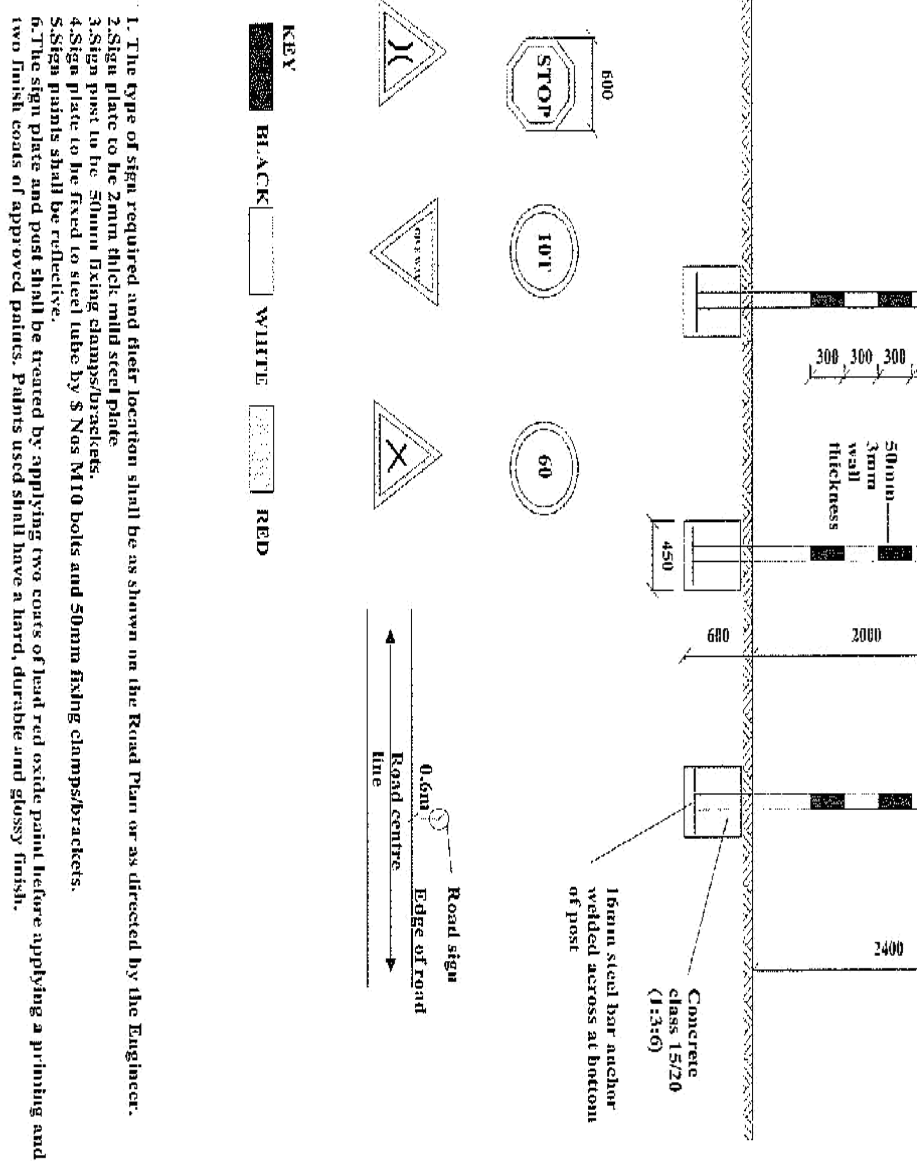 2400
2000
300 300 300
50mm
3mm
wall
thickness
600
450
Concrete
class 15/20
(1:3:6)
16mm steel bar anchor
welded across at bottom
of post
600
STOP
10T
60
GIVE WAY
Road sign
0.6m
Edge of road
Road centre
line
KEY
BLACK
WHITE
RED
1. The type of sign required and their location shall be as shown on the Road Plan or as directed by the Engineer.
2.Sign plate to be 2mm thick mild steel plate
3.Sign post to be 50mm fixing clamps/brackets.
4.Sign plate to be fixed to steel tube by $ Nos M10 bolts and 50mm fixing clamps/brackets.
5.Sign paints shall be reflective.
6.The sign plate and post shall be treated by applying two coats of lead red oxide paint before applying a priming and
two finish coats of approved paints. Paints used shall have a hard, durable and glossy finish.